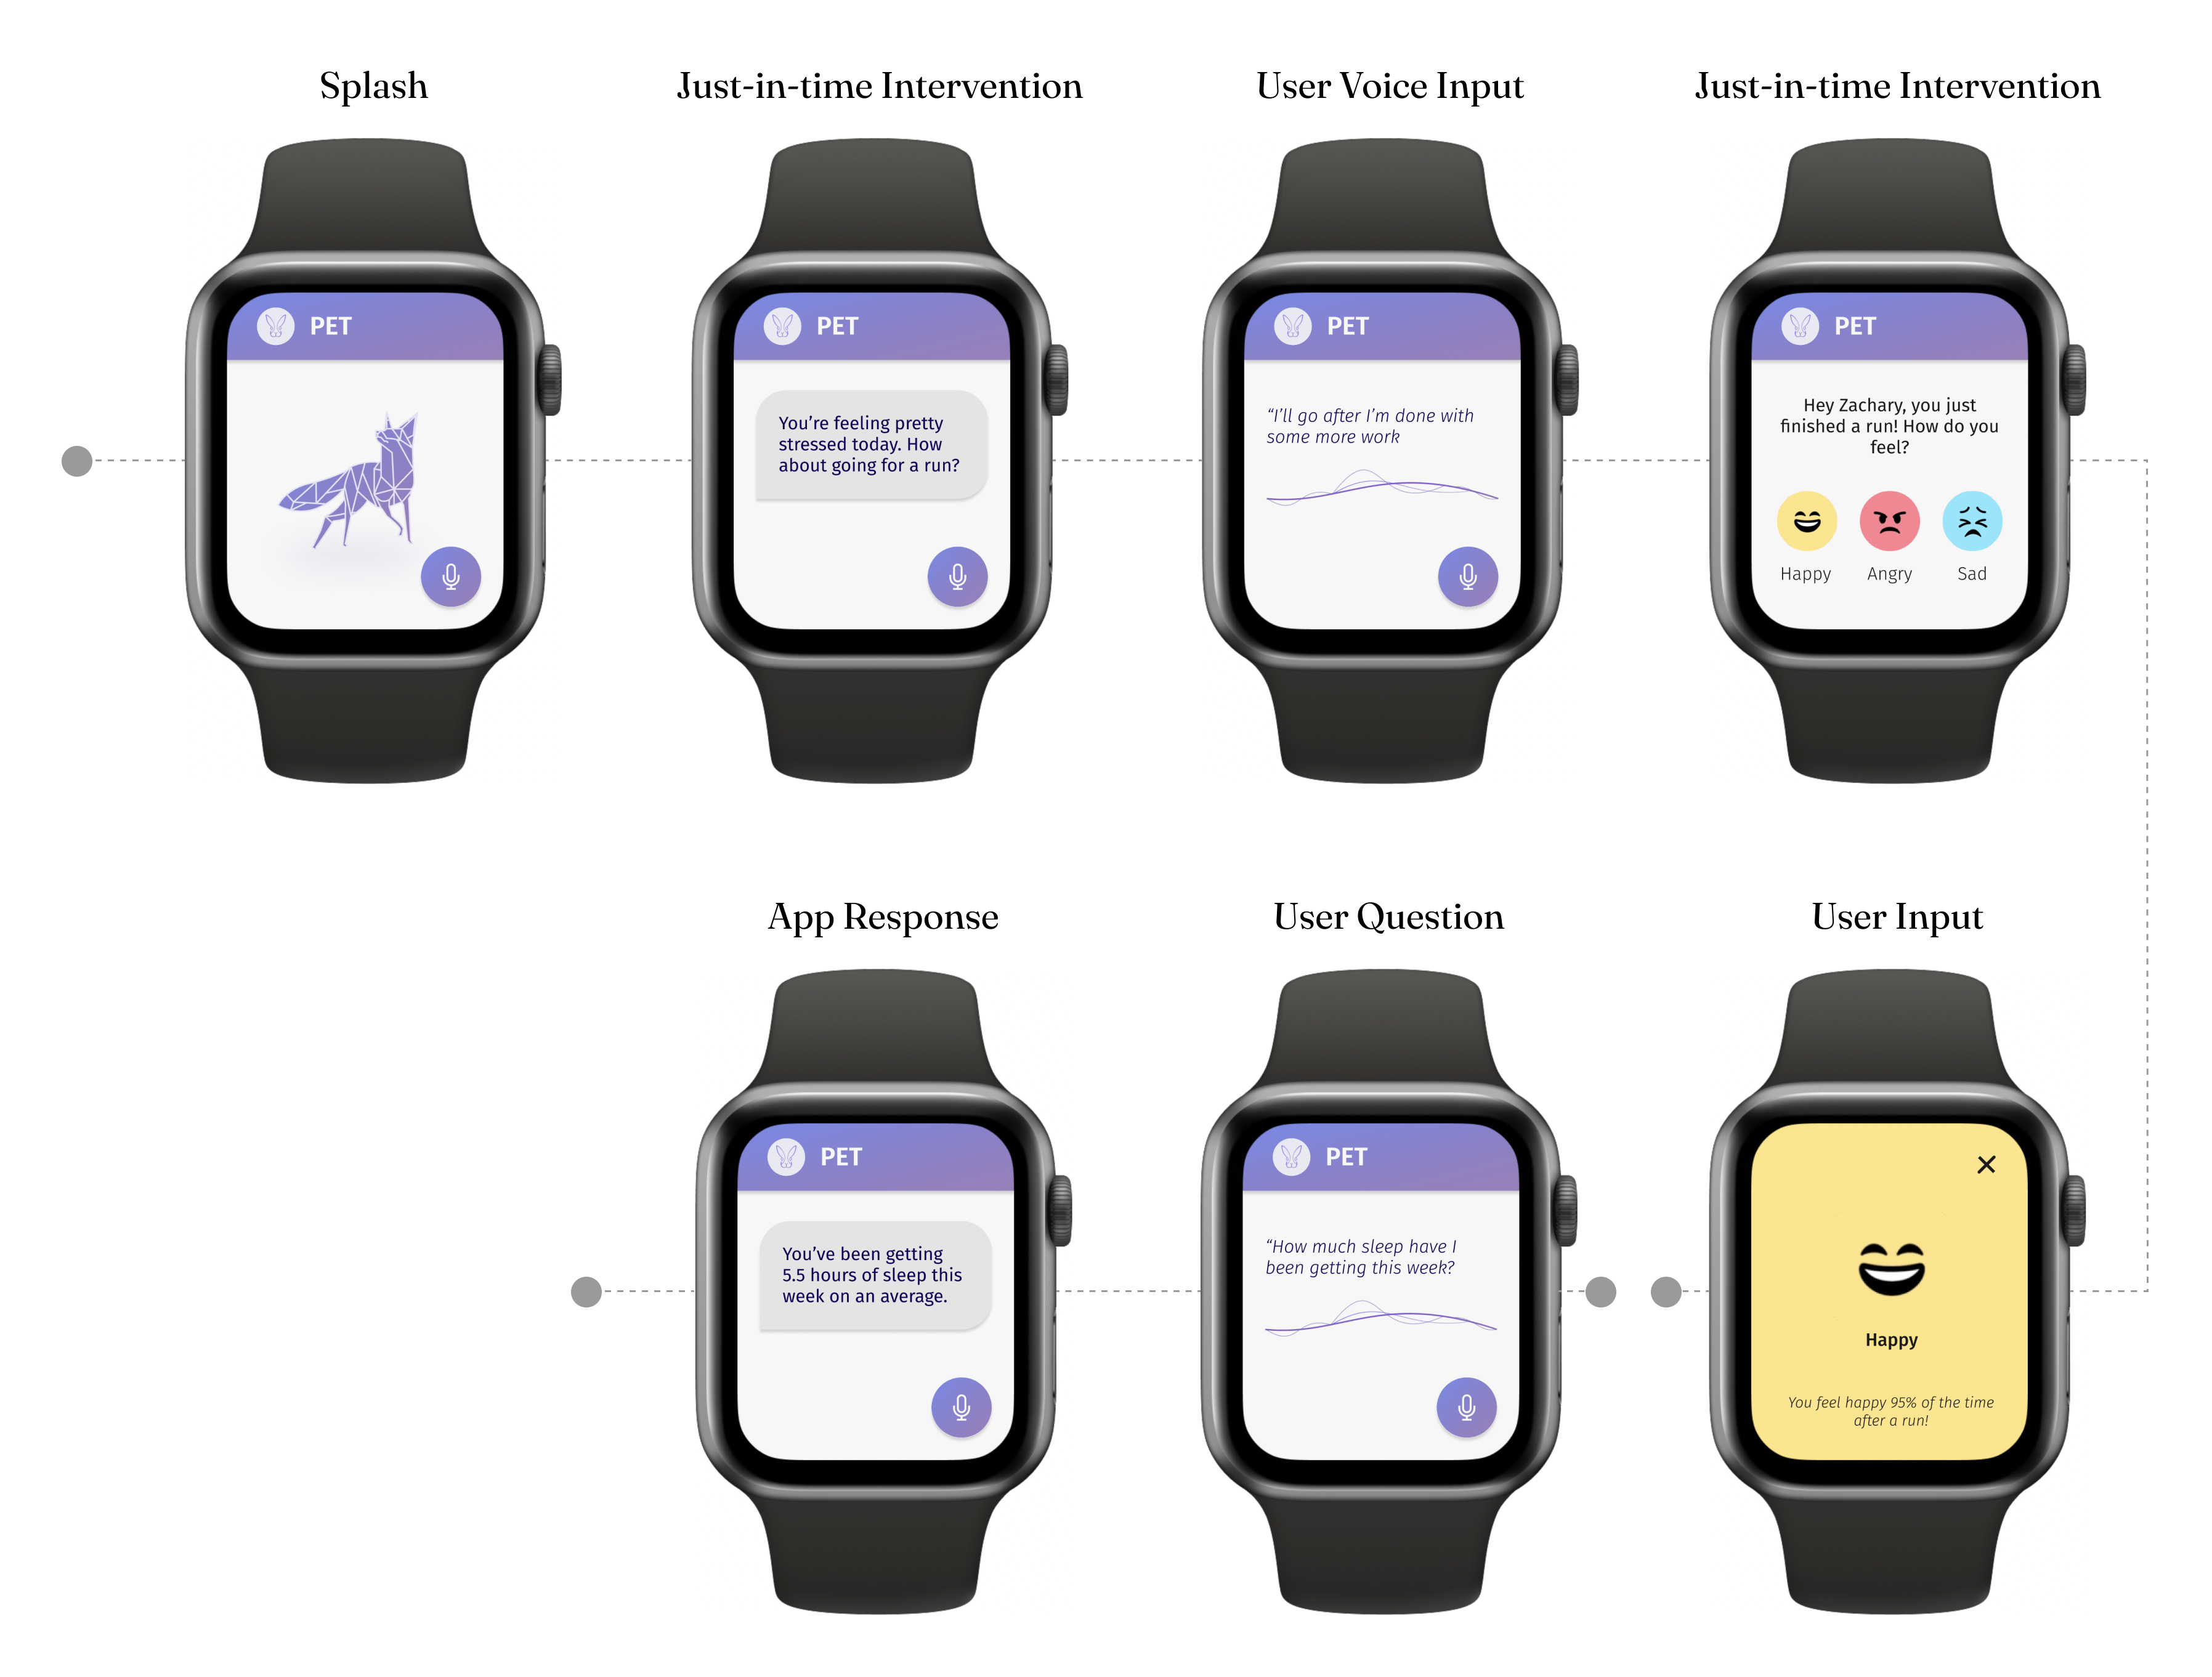 Splash
Just-in-time Intervention
User Voice Input
Just-in-time Intervention
PET
PET
You're feeling pretty
stressed today. How
about going for a run?
PET
“I'll go after I'm done with
some more work
PET
Hey Zachary, you just
finished a run! How do you
feel?
Happy
Angry
Sad
App Response
User Question
User Input
PET
You've been getting
5.5 hours of sleep this
week on an average.
PET
“How much sleep have I
been getting this week?
Happy
You feel happy 95% of the time
after a run!